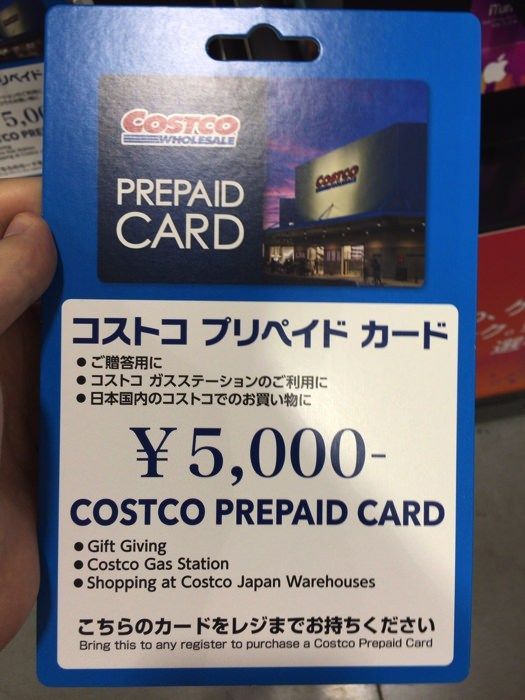 COSTCO
WHOLESALE
PREPAID
CARD
COSTCO
コストコ プリペイド カード
● ご贈答用に
● コストコ ガスステーションのご利用に
● 日本国内のコストコでのお買い物に
¥5,000-
COSTCO PREPAID CARD
● Gift Giving
● Costco Gas Station
● Shopping at Costco Japan Warehouses
こちらのカードをレジまでお持ちください
Bring this to any register to purchase a Costco Prepaid Card